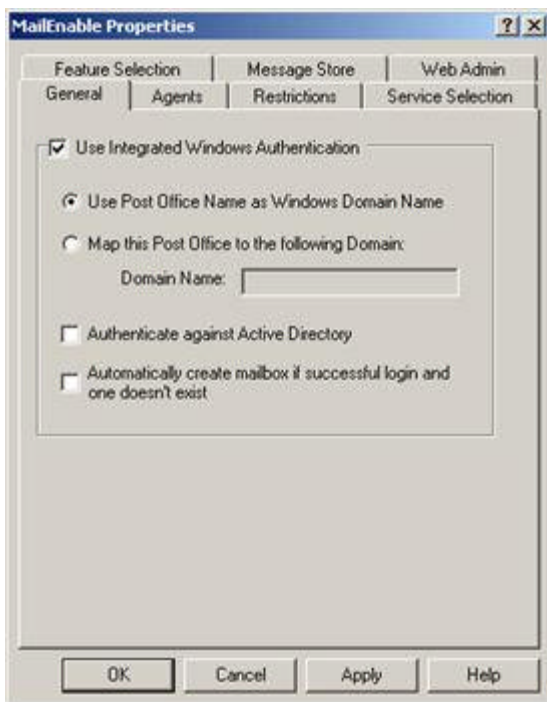 MailEnable Properties
Feature Selection Message Store Web Admin
General Agents Restrictions Service Selection
Use Integrated Windows Authentication
Use Post Office Name as Windows Domain Name
Map this Post Office to the following Domain:
Domain Name:
Authenticate against Active Directory
Automatically create mailbox if successful login and
one doesn't exist
OK Cancel Apply Help